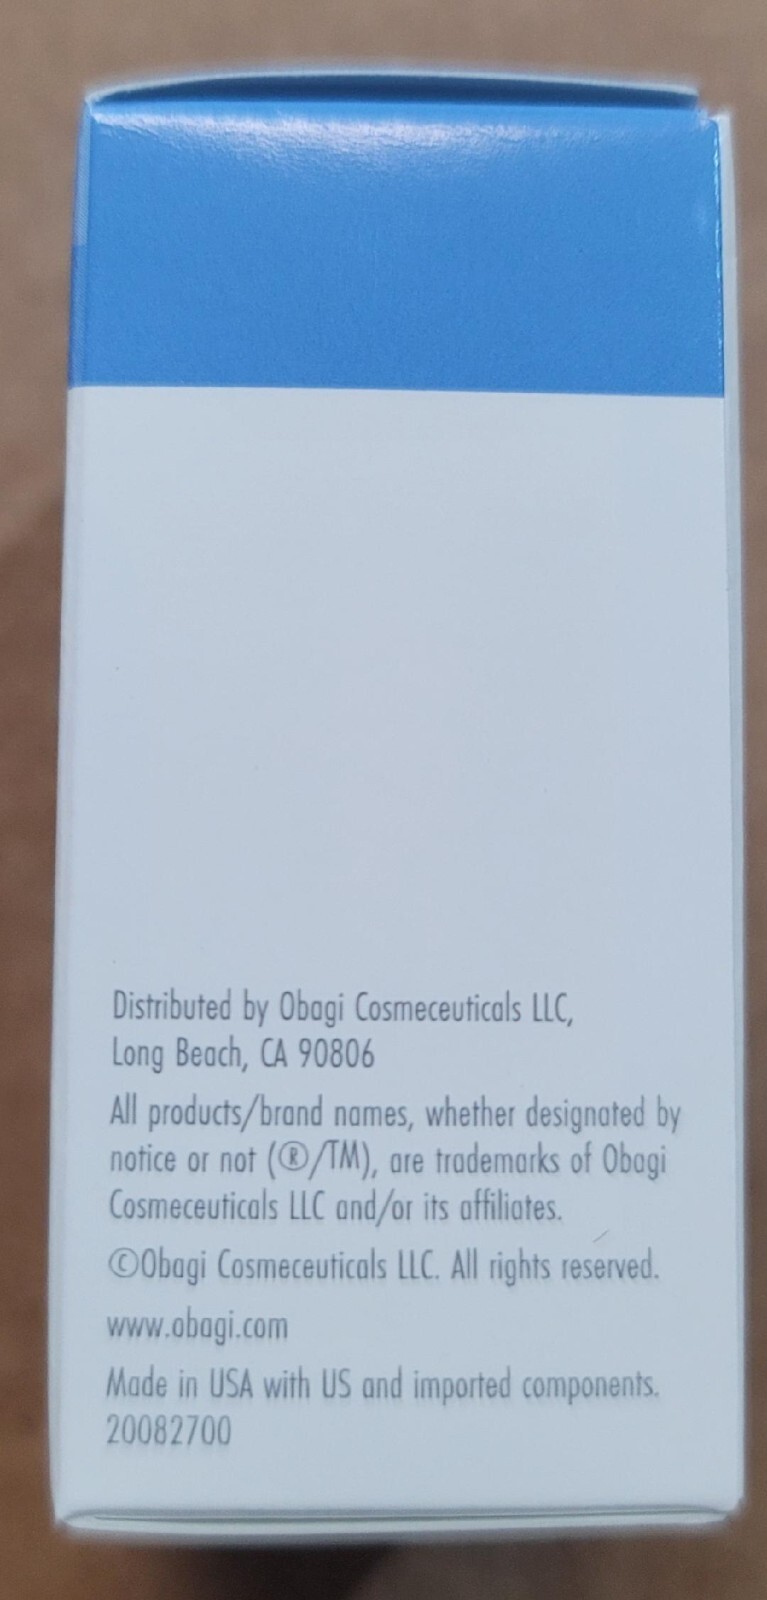 Distributed by Obagi Cosmeceuticals LLC,
Long Beach, CA 90806
All products/brand names, whether designated by
notice or not (®/TM), are trademarks of Obagi
Cosmeceuticals LLC and/or its affiliates.
©Obagi Cosmeceuticals LLC. All rights reserved.
www.obagi.com
Made in USA with US and imported components.
20082700